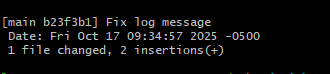 [main b23f3b1] Fix log message
Date: Fri Oct 17 09:34:57 2025 -0500
1 file changed, 2 insertions(+)